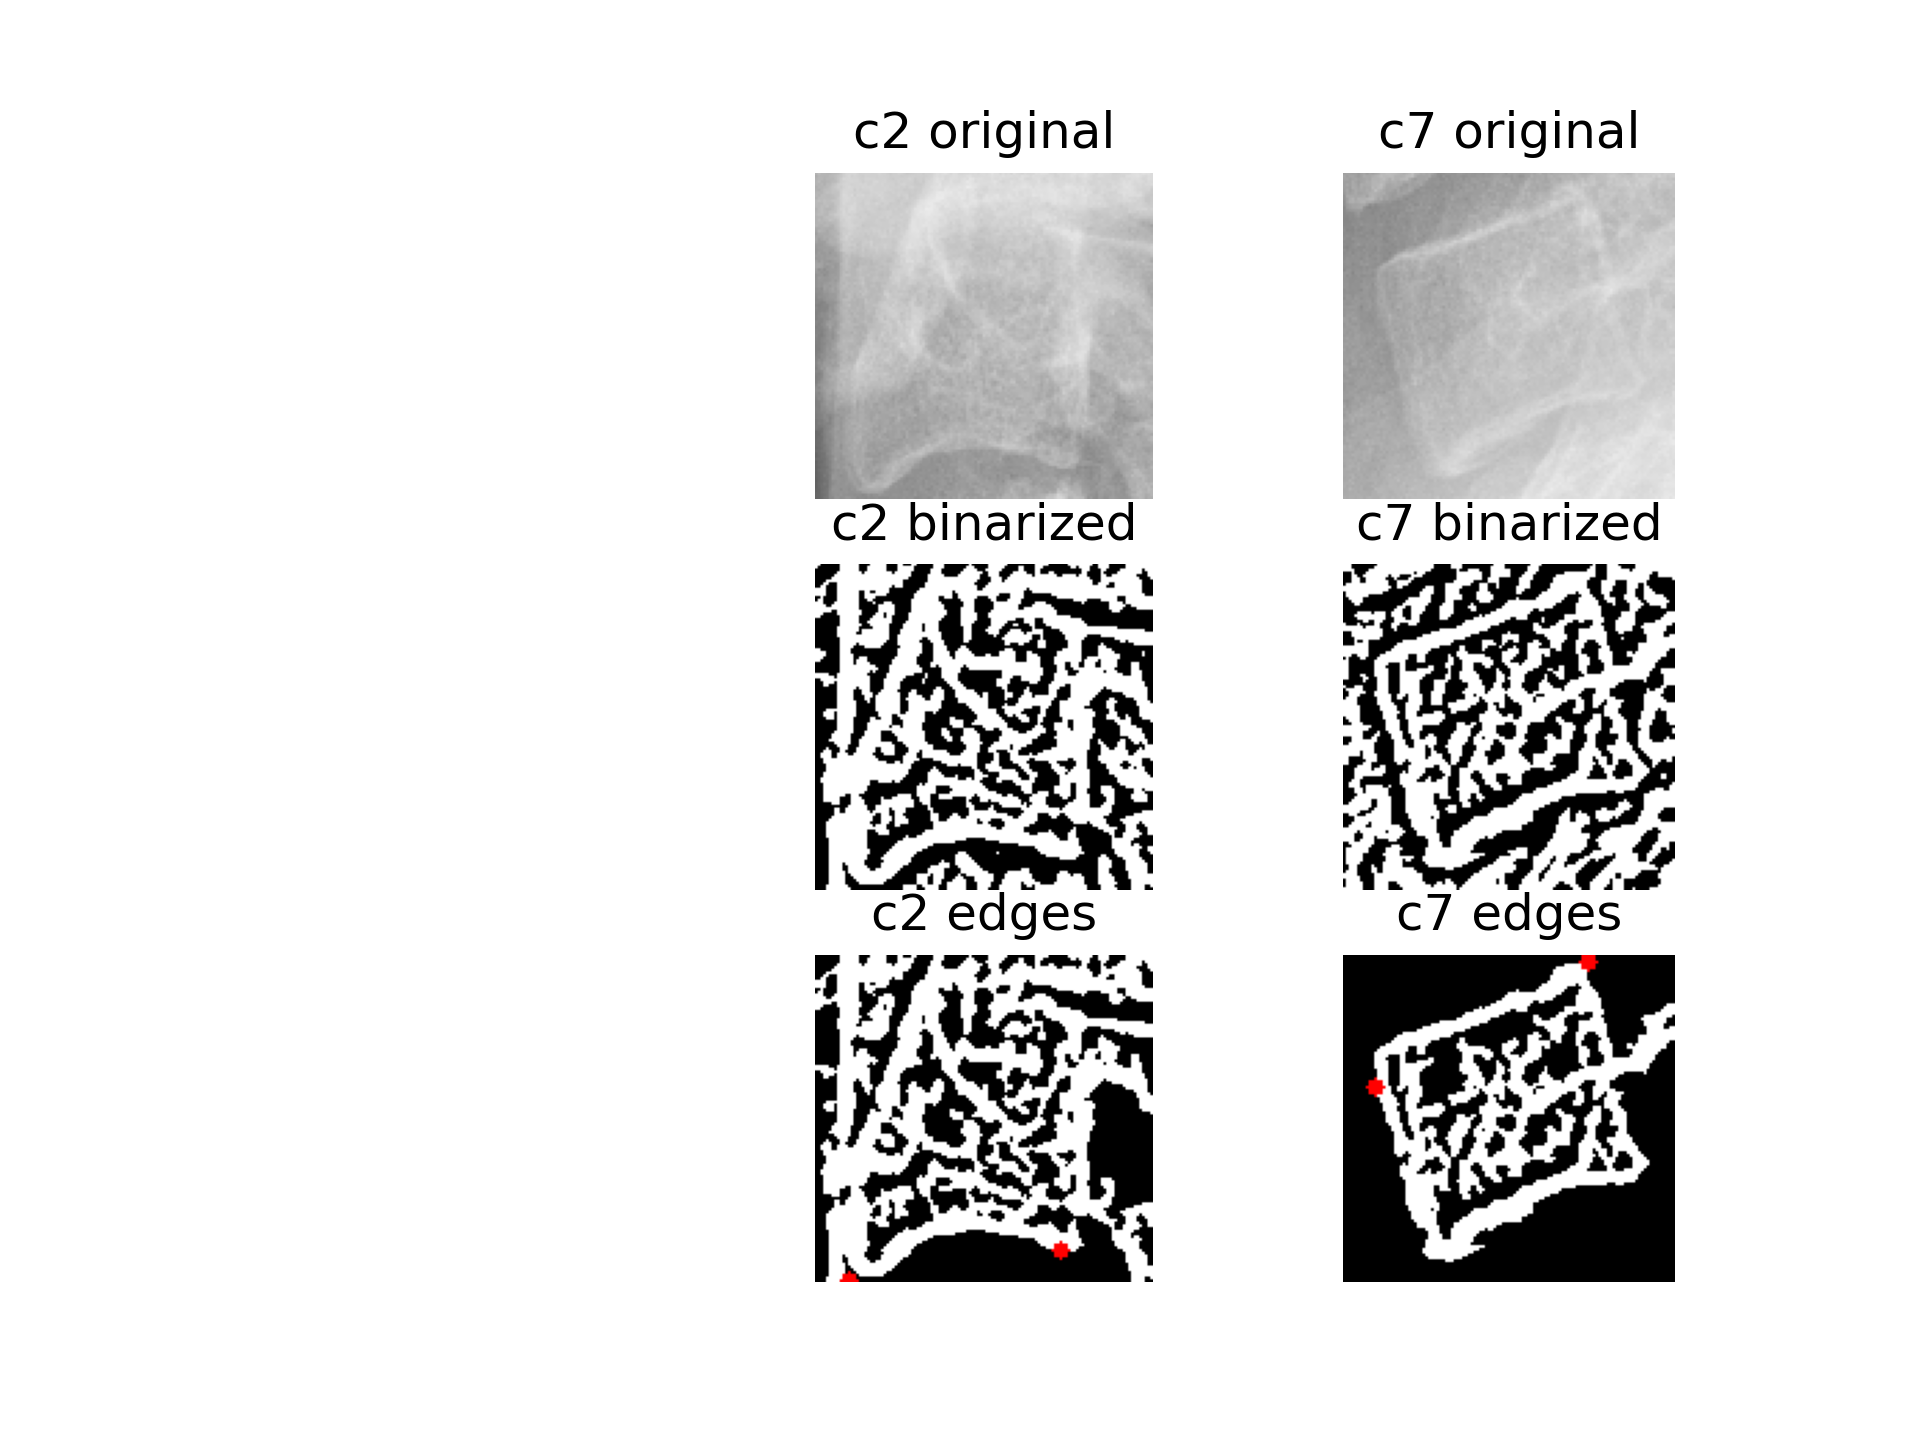 c2 original
c7 original
c2 binarized
c7 binarized
c2 edges
c7 edges